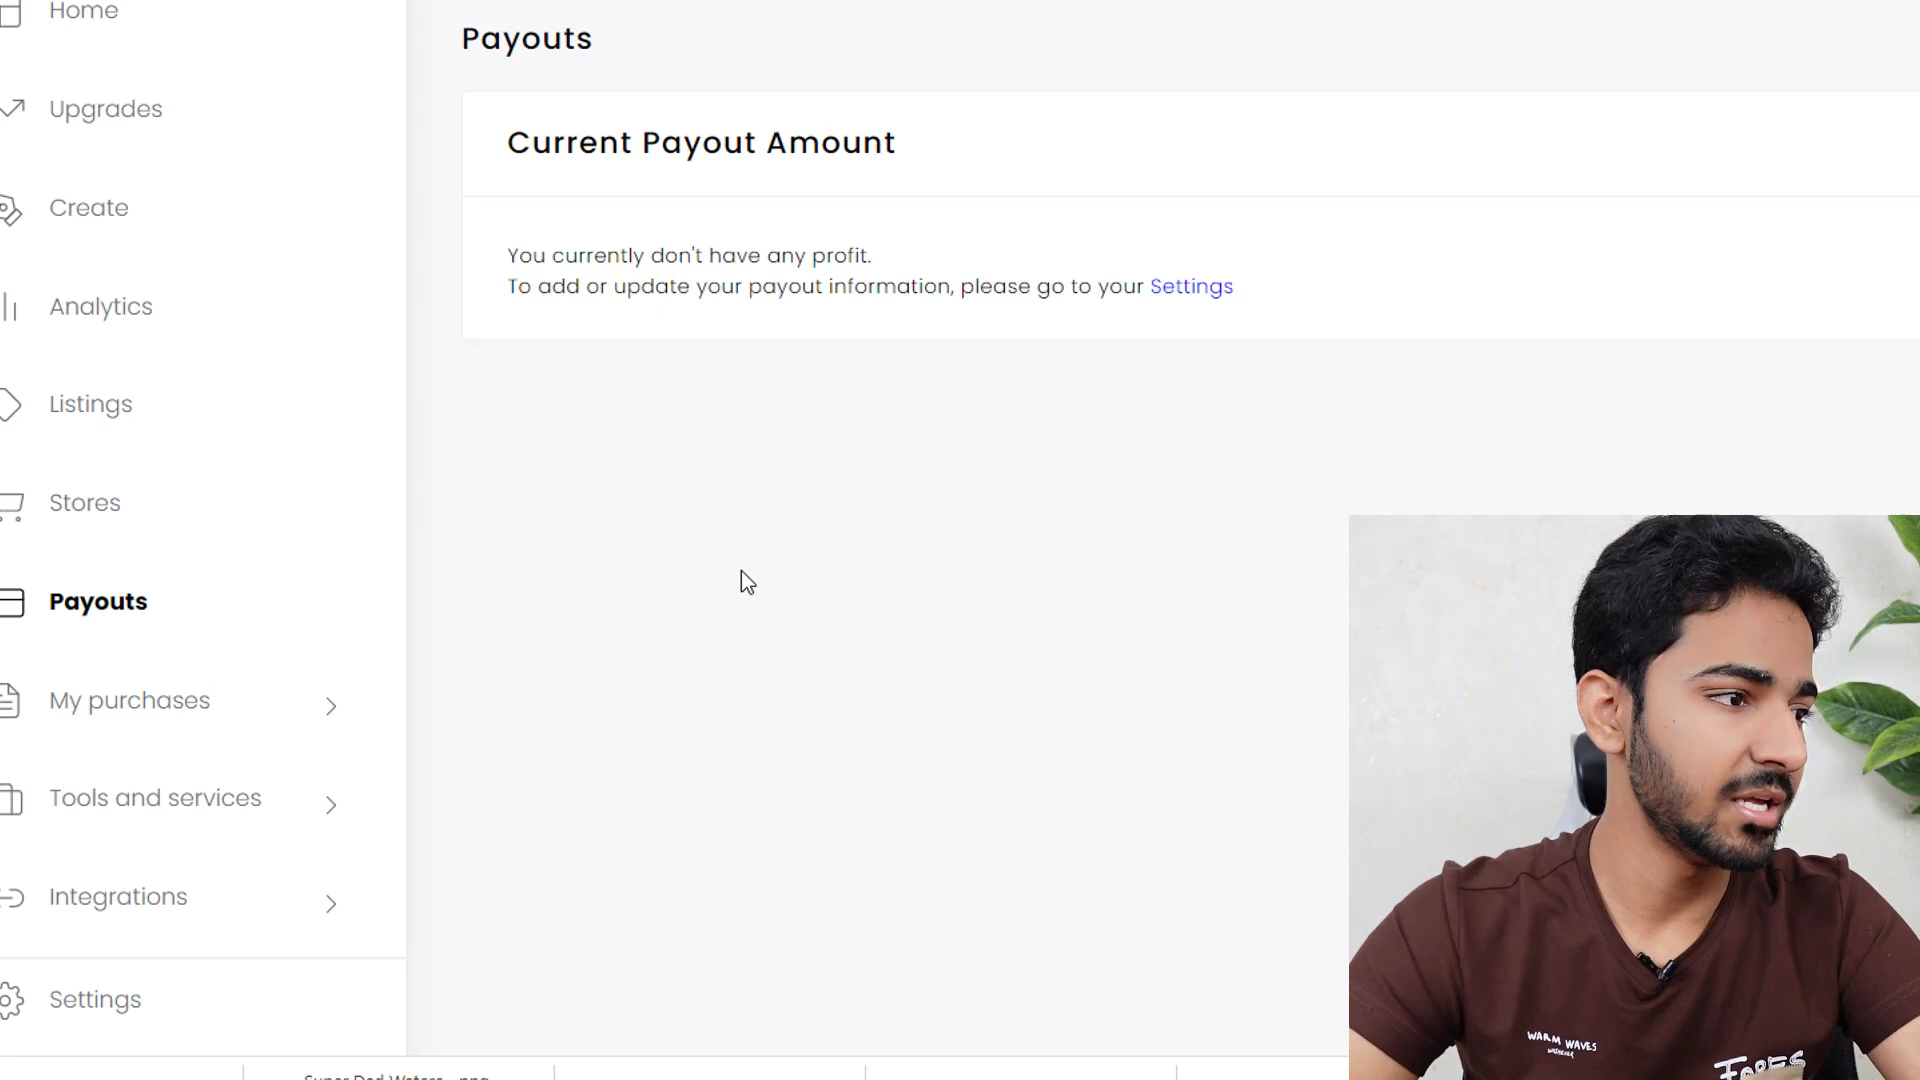 Home
Upgrades
Create
Analytics
Listings
Stores
Payouts
My purchases
Tools and services
Integrations
Settings
Payouts
Current Payout Amount
You currently don't have any profit.
To add or update your payout information, please go to your Settings
WARM WAVES